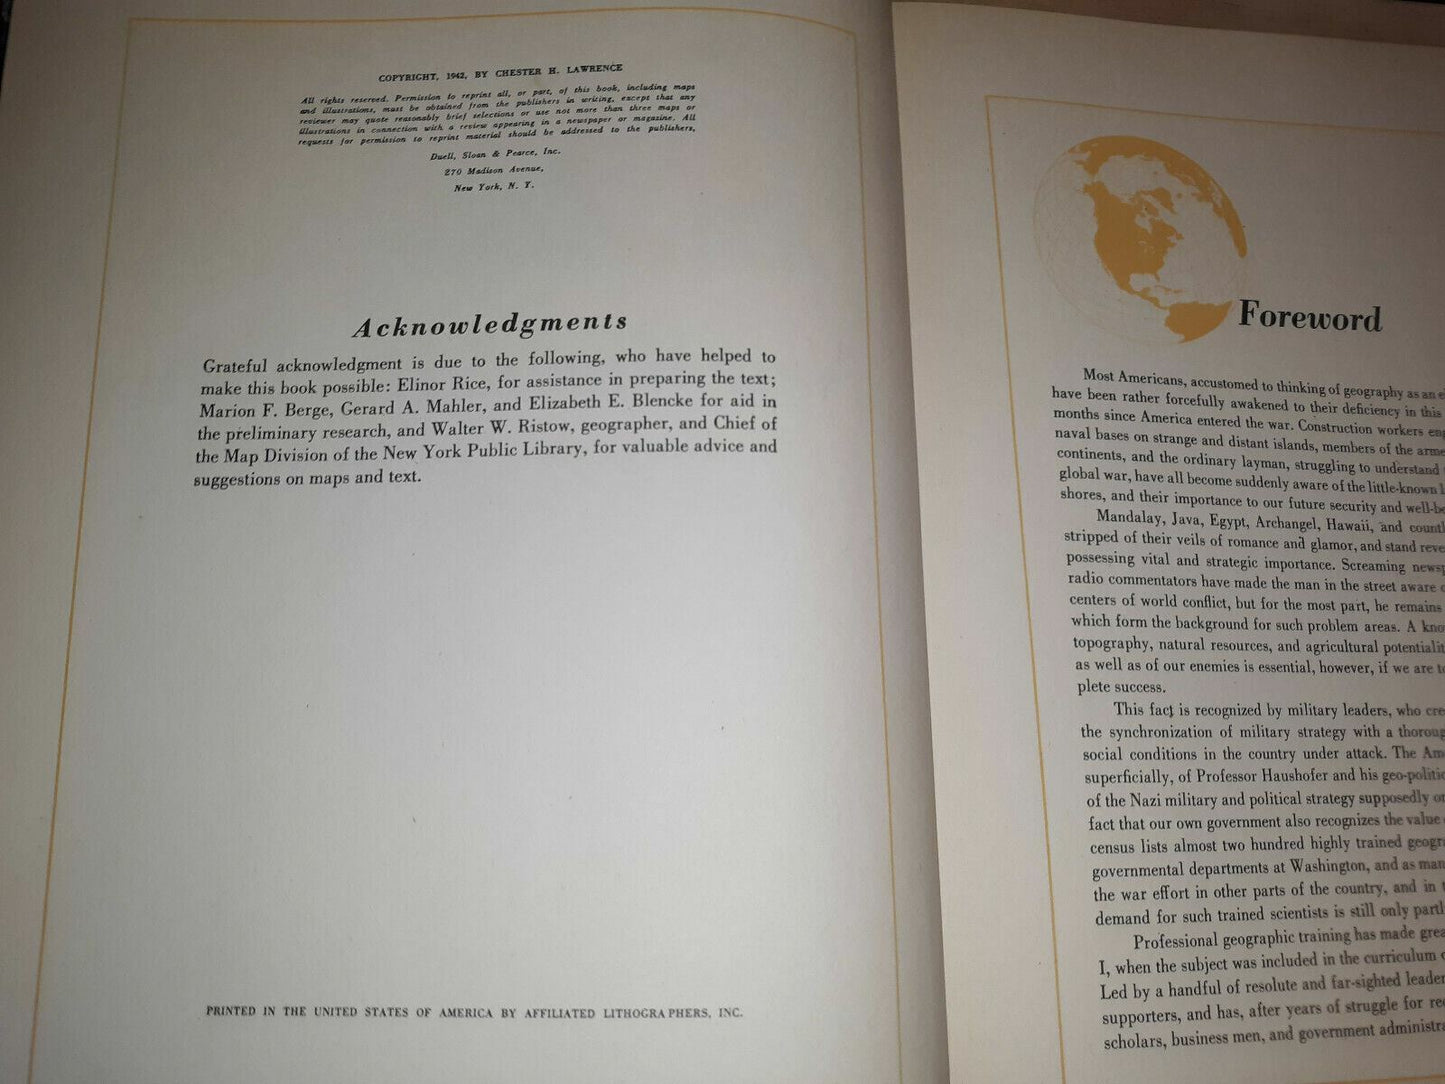 COPYRIGHT, 1942, BY CHESTER H. LAWRENCE
All rights reserved. Permission to reprint all, or part, of this book, including maps
and illustrations, must be obtained from the publishers in writing, except that any
reviewer may quote reasonably brief selections or use not more than three maps or
illustrations in connection with a review appearing in a newspaper or magazine. All
requests for permission to reprint material should be addressed to the publishers,
Duell, Sloan & Pearce, Inc.
270 Madison Avenue,
New York, N. Y.
Acknowledgments
Grateful acknowledgment is due to the following, who have helped to
make this book possible: Elinor Rice, for assistance in preparing the text;
Marion F. Berge, Gerard A. Mahler, and Elizabeth E. Blencke for aid in
the preliminary research, and Walter W. Ristow, geographer, and Chief of
the Map Division of the New York Public Library, for valuable advice and
suggestions on maps and text.
PRINTED IN THE UNITED STATES OF AMERICA BY AFFILIATED LITHOGRAPHERS, INC.
Foreword
Most Americans, accustomed to thinking of geography as an
have been rather forcefully awakened to their deficiency in this
months since America entered the war. Construction workers
naval bases on strange and distant islands, members of the
continents, and the ordinary layman, struggling to understand
global war, have all become suddenly aware of the little-known
shores, and their importance to our future security and
Mandalay, Java, Egypt, Archangel, Hawaii, and
stripped of their veils of romance and glamor, and stand
possessing vital and strategic importance. Screaming
radio commentators have made the man in the street aware
centers of world conflict, but for the most part, he remains
which form the background for such problem areas. A
topography, natural resources, and agricultural
as well as of our enemies is essential, however, if we are
plete success.
This fact is recognized by military leaders, who
the synchronization of military strategy with a
social conditions in the country under attack. The
superficially, of Professor Haushofer and his
of the Nazi military and political strategy supposedly
fact that our own government also recognizes the value
census lists almost two hundred highly trained
governmental departments at Washington, and as
the war effort in other parts of the country, and in
demand for such trained scientists is still only
Professional geographic training has made
I, when the subject was included in the curriculum
Led by a handful of resolute and far-sighted
supporters, and has, after years of struggle for
scholars, business men, and government